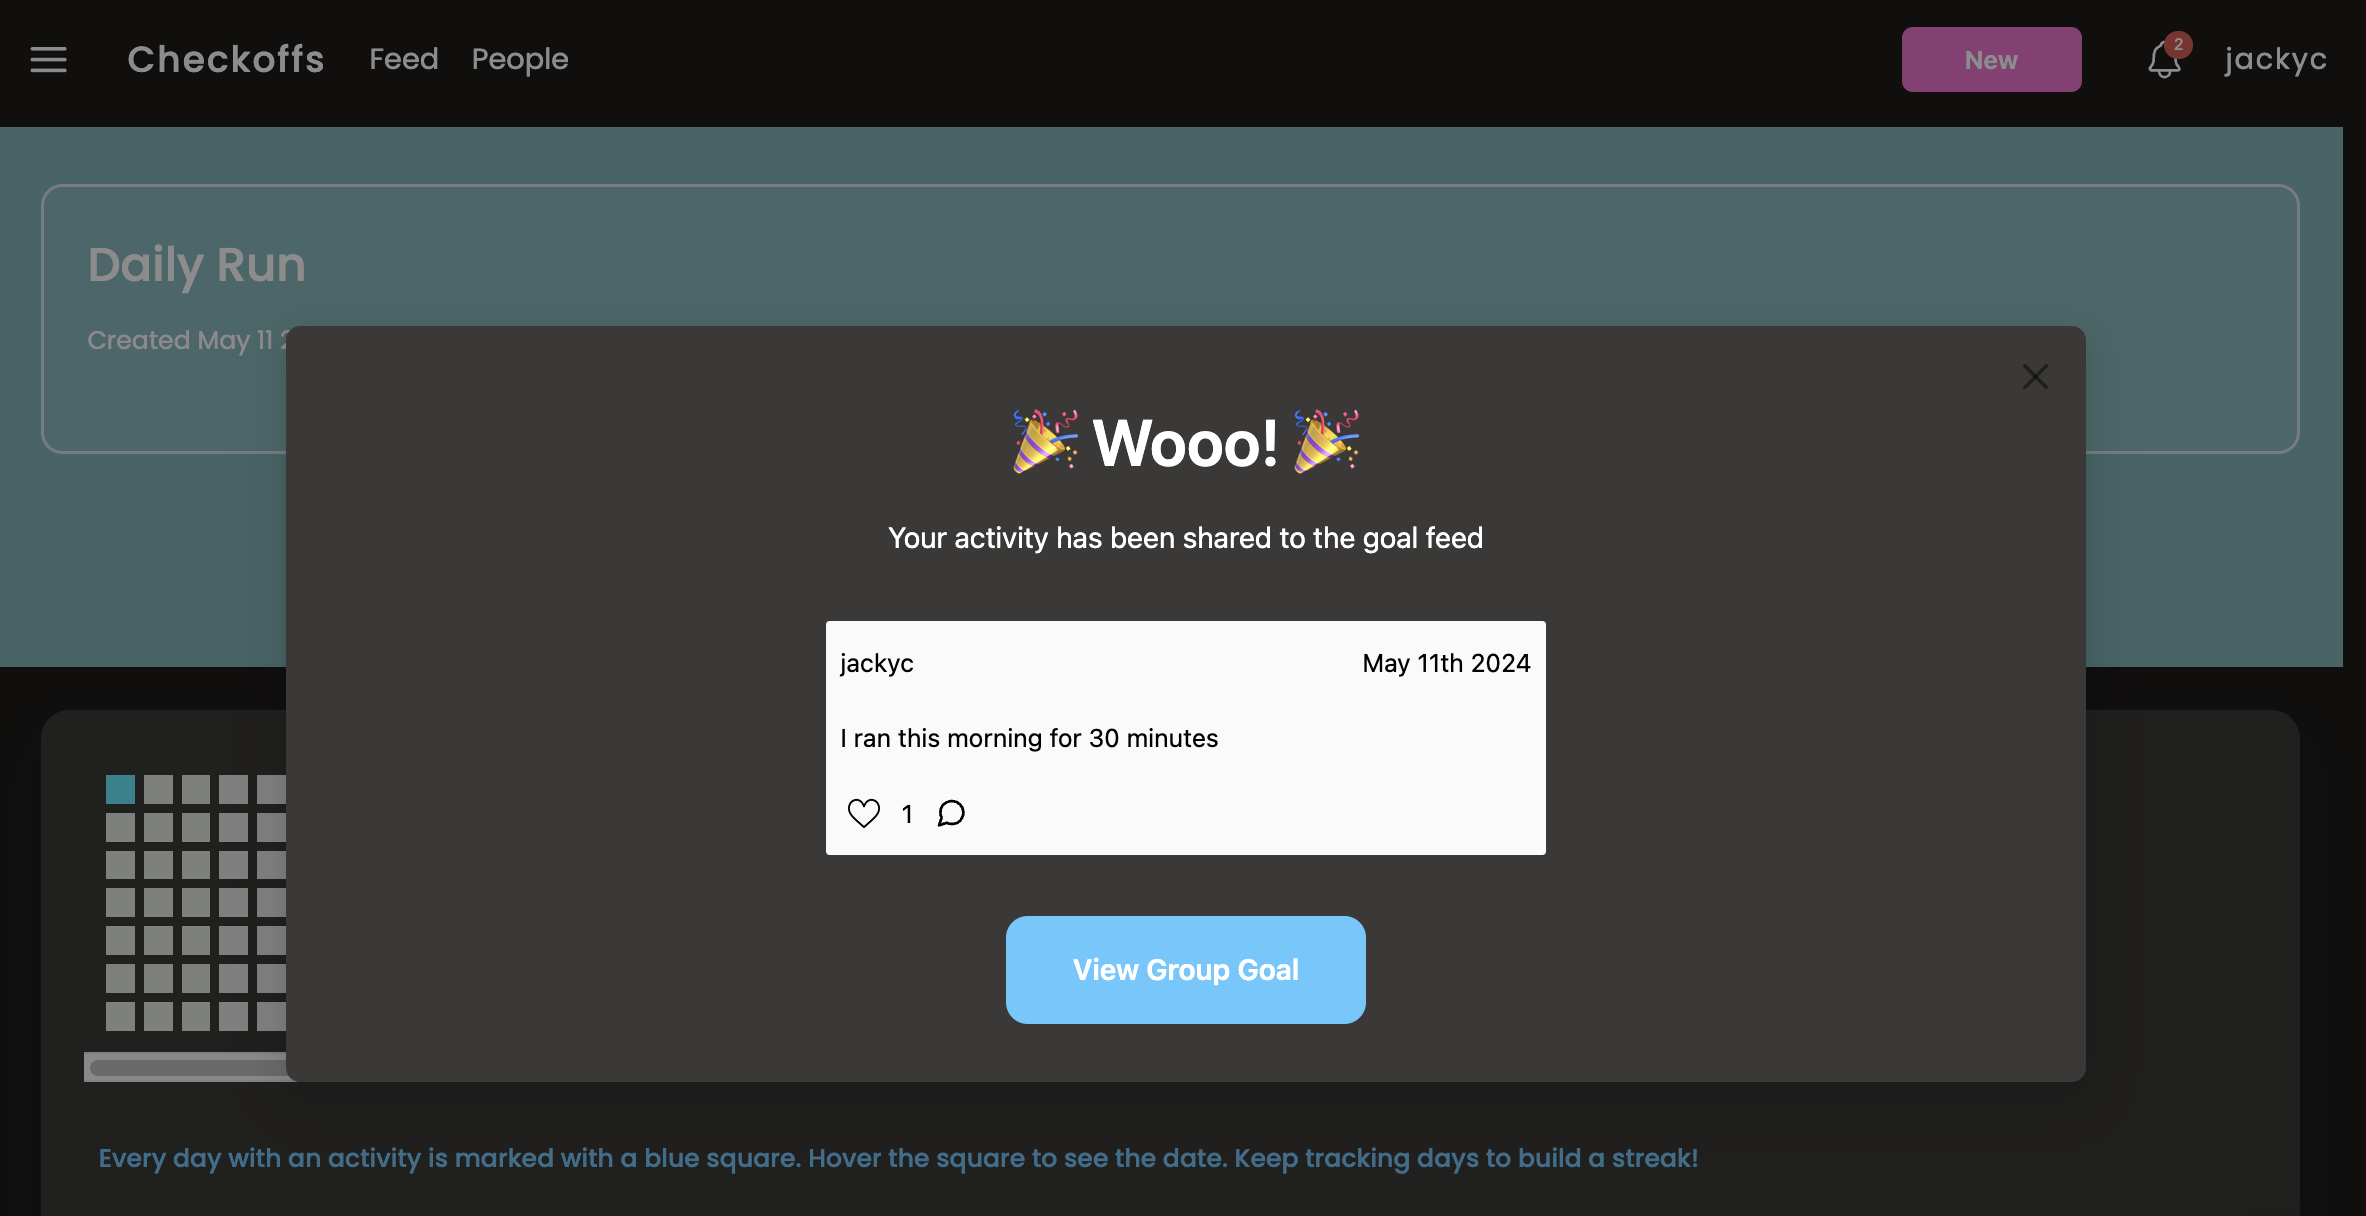 Checkoffs Feed People New 2 jackyc
Daily Run
Created May 11
🎉 Wooo! 🎉
Your activity has been shared to the goal feed
jackyc May 11th 2024
I ran this morning for 30 minutes
1
View Group Goal
Every day with an activity is marked with a blue square. Hover the square to see the date. Keep tracking days to build a streak!